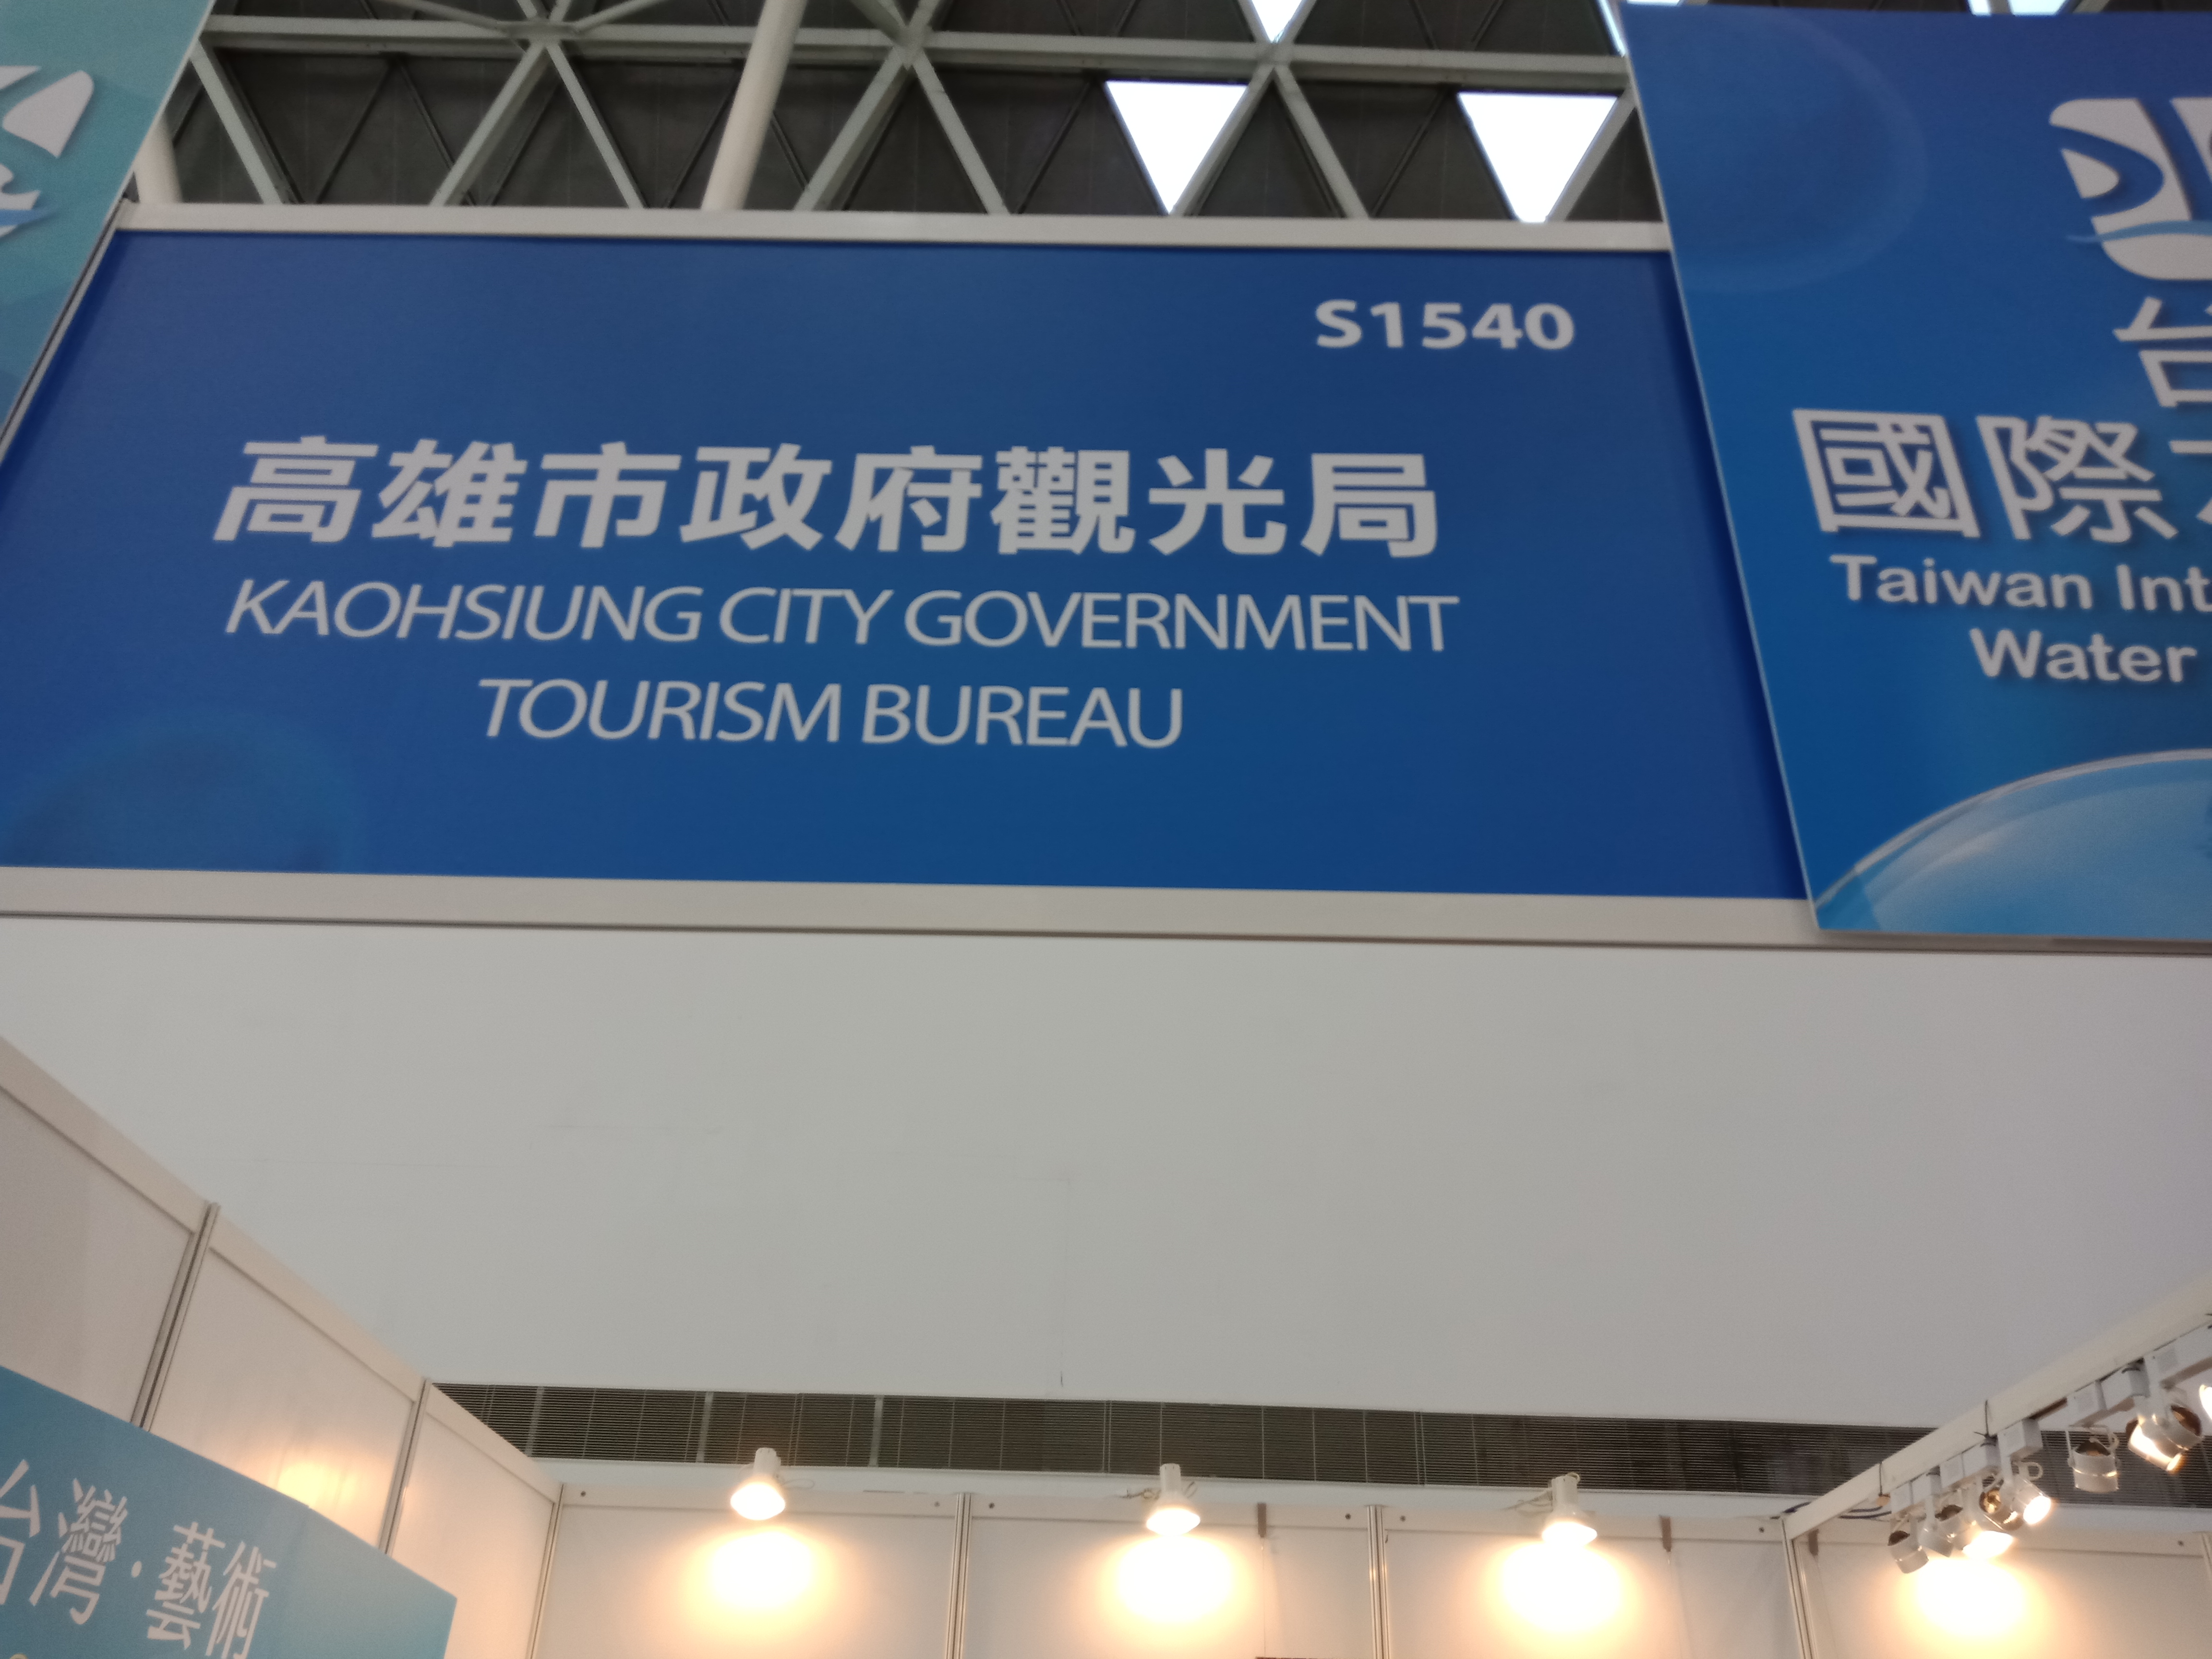 S1540
高雄市政府觀光局
KAOHSIUNG CITY GOVERNMENT
TOURISM BUREAU
台
國際
Taiwan Int
Water
台灣·藝術